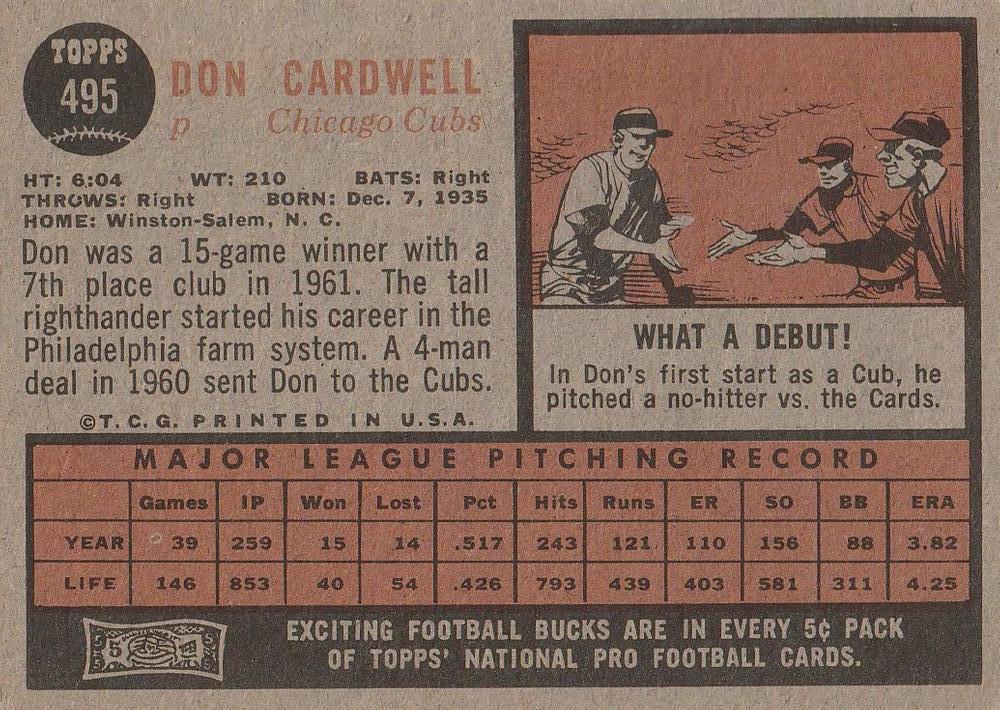 TOPPS
495
DON CARDWELL
p Chicago Cubs
HT: 6:04 WT: 210 BATS: Right
THROWS: Right BORN: Dec. 7, 1935
HOME: Winston-Salem, N. C.
Don was a 15-game winner with a
7th place club in 1961. The tall
righthander started his career in the
Philadelphia farm system. A 4-man
deal in 1960 sent Don to the Cubs.
©T.C.G. PRINTED IN U.S.A.
WHAT A DEBUT!
In Don's first start as a Cub, he
pitched a no-hitter vs. the Cards.
MAJOR LEAGUE PITCHING RECORD
Games IP Won Lost Pct Hits Runs ER SO BB ERA
YEAR 39 259 15 14 .517 243 121 110 156 88 3.82
LIFE 146 853 40 54 .426 793 439 403 581 311 4.25
EXCITING FOOTBALL BUCKS ARE IN EVERY 5¢ PACK
OF TOPPS' NATIONAL PRO FOOTBALL CARDS.